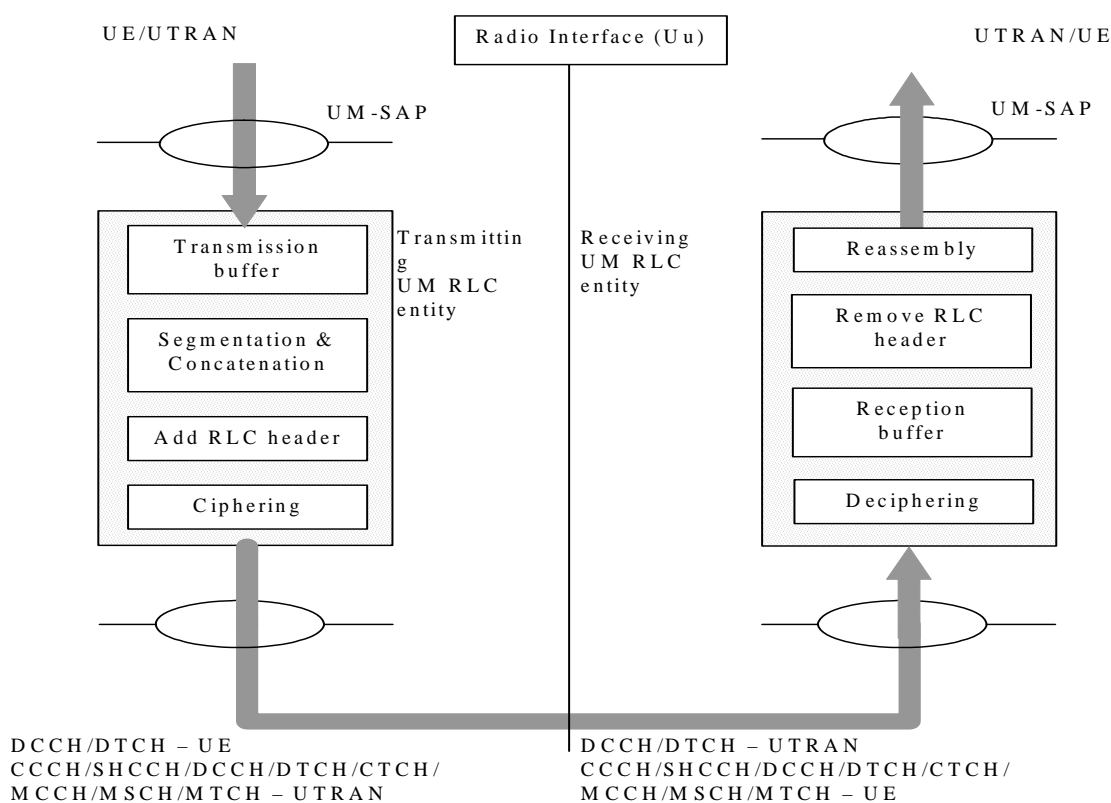 UE/UTRAN
Radio Interface (Uu)
UTRAN/UE
UM-SAP
UM-SAP
Transmission
buffer
Segmentation &
Concatenation
Add RLC header
Ciphering
Transmittin
g
UM RLC
entity
Receiving
UM RLC
entity
Reassembly
Remove RLC
header
Reception
buffer
Deciphering
DCCH/DTCH – UE
CCCH/SHCCH/DCCH/DTCH/CTCH/
MCCH/MSCH/MTCH – UTRAN
DCCH/DTCH – UTRAN
CCCH/SHCCH/DCCH/DTCH/CTCH/
MCCH/MSCH/MTCH – UE